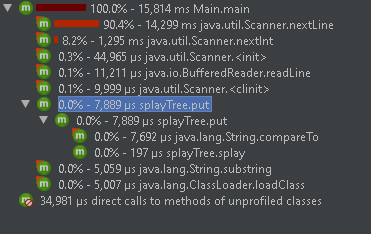 m 100.0% - 15,814 ms Main.main
m 90.4% - 14,299 ms java.util.Scanner.nextLine
m 8.2% - 1,295 ms java.util.Scanner.nextInt
m 0.3% - 44,965 µs java.util.Scanner.<init>
m 0.1% - 11,211 µs java.io.BufferedReader.readLine
m 0.1% - 9,999 µs java.util.Scanner.<clinit>
m 0.0% - 7,889 µs splayTree.put
m 0.0% - 7,889 µs splayTree.put
m 0.0% - 7,692 µs java.lang.String.compareTo
m 0.0% - 197 µs splayTree.splay
m 0.0% - 5,059 µs java.lang.String.substring
m 0.0% - 5,007 µs java.lang.ClassLoader.loadClass
m 34,981 µs direct calls to methods of unprofiled classes